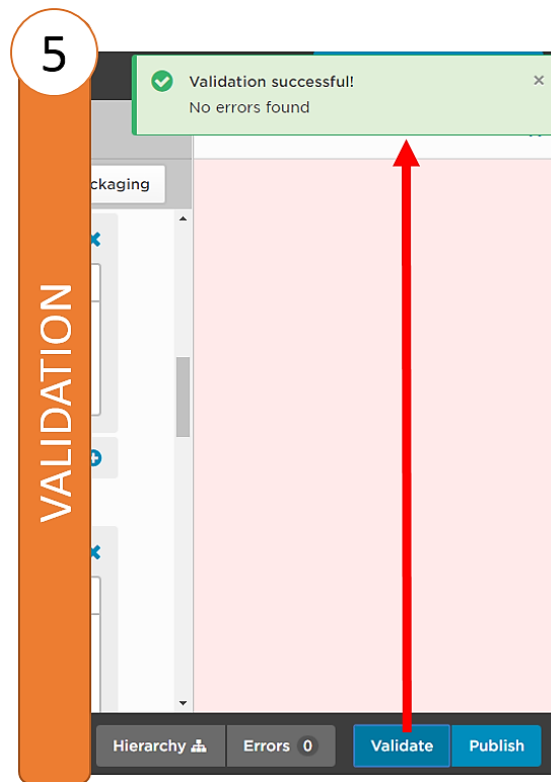 5
Validation successful!
No errors found
ckaging
VALIDATION
Hierarchy
Errors 0
Validate
Publish